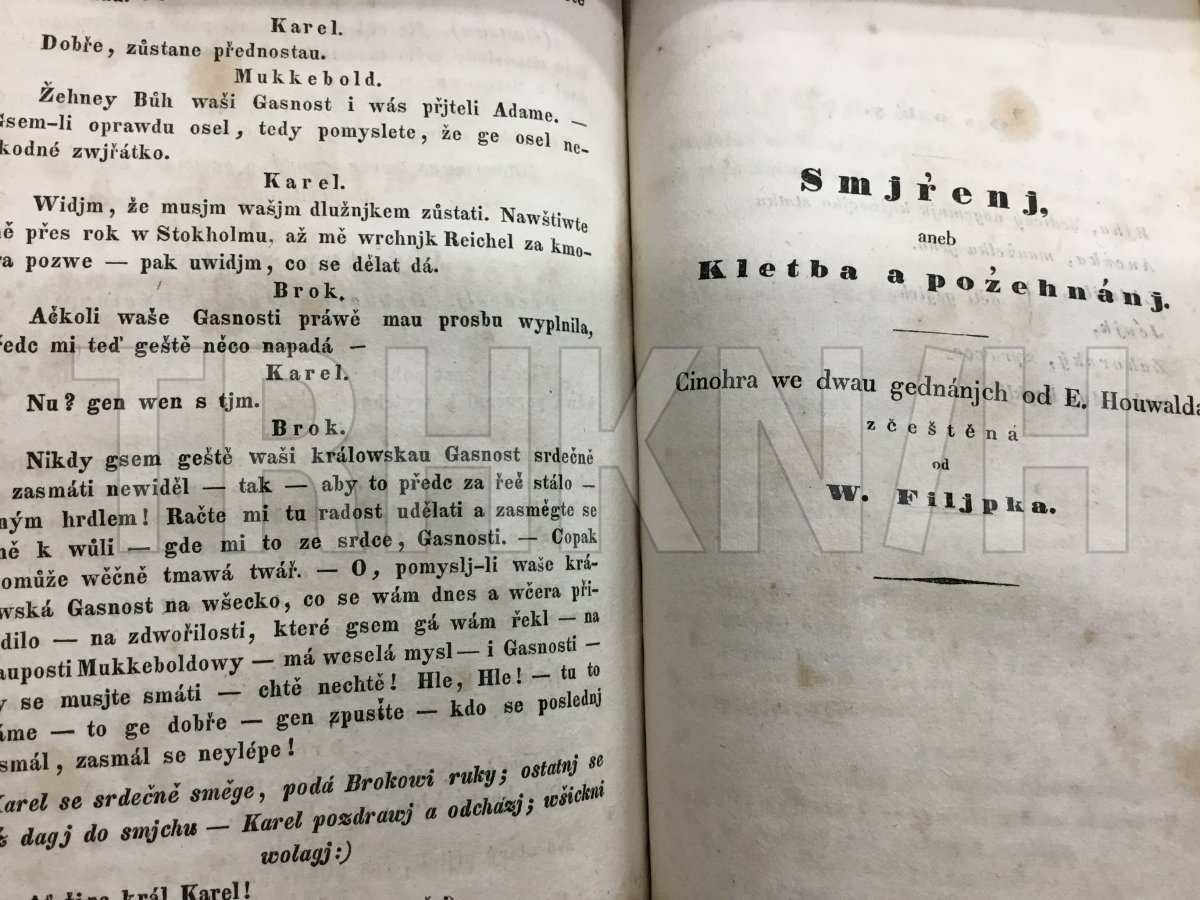 Karel.
Dobře, zůstane přednostau.
Mukkebold.
Žehney Bůh waši Gasnost i wás přjteli Adame. —
Gsem-li oprawdu osel, tedy pomyslete, že ge osel ne-
kodné zwjřátko.
Karel.
Widjm, že musjm wašjm dlužnjkem zůstati. Nawštiwte
ě přes rok w Stokholmu, až mě wrchnjk Reichel za kmo-
ra pozwe — pak uwidjm, co se dělat dá.
Brok.
Ačkoli waše Gasnosti práwě mau prosbu wyplnila,
ředc mi teď geště něco napadá —
Karel.
Nu? gen wen s tjm.
Brok.
Nikdy gsem geště waši králowskau Gasnost srdečně
zasmáti newiděl — tak — aby to předc za řeč stálo —
ným hrdlem! Račte mi tu radost udělati a zasměgte se
ně k wůli — gde mi to ze srdce, Gasnosti. — Copak
omůže wěčně tmawá twář. — O, pomyslj-li waše krá-
wská Gasnost na wšecko, co se wám dnes a wčera při-
dilo — na zdwořilosti, které gsem gá wám řekl — na
auposti Mukkeboldowy — má weselá mysl — i Gasnosti —
y se musjte smáti — chtě nechtě! Hle, Hle! — tu to
áme — to ge dobře — gen zpusťte — kdo se poslednj
smál, zasmál se neylépe!
Karel se srdečně směge, podá Brokowi ruky; ostatnj se
dagj do smjchu — Karel pozdrawj a odcházj; wšickni
wolagj:)
král Karel!
Smjřenj,
aneb
Kletba a požehnánj.
Činohra we dwau gednánjch od E. Houwalda
zčeštěná
od
W. Filjpka.
TRHKNIH